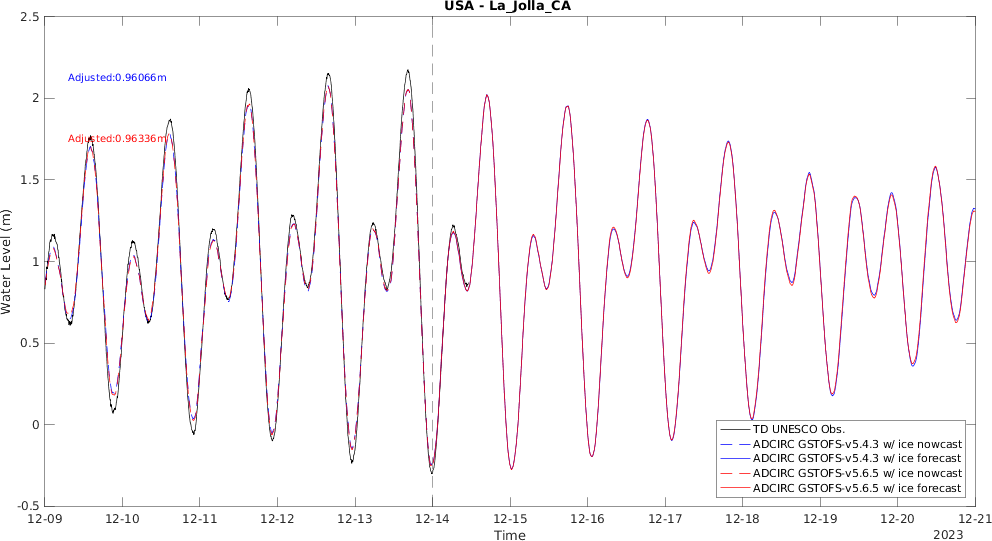 USA - La_Jolla_CA
2.5
2
1.5
1
0.5
0
-0.5
Water Level (m)
Adjusted:0.96066m
Adjusted:0.96336m
TD UNESCO Obs.
ADCIRC GSTOFS-v5.4.3 w/ ice nowcast
ADCIRC GSTOFS-v5.4.3 w/ ice forecast
ADCIRC GSTOFS-v5.6.5 w/ ice nowcast
ADCIRC GSTOFS-v5.6.5 w/ ice forecast
12-09 12-10 12-11 12-12 12-13 12-14 12-15 12-16 12-17 12-18 12-19 12-20 12-21
Time
2023